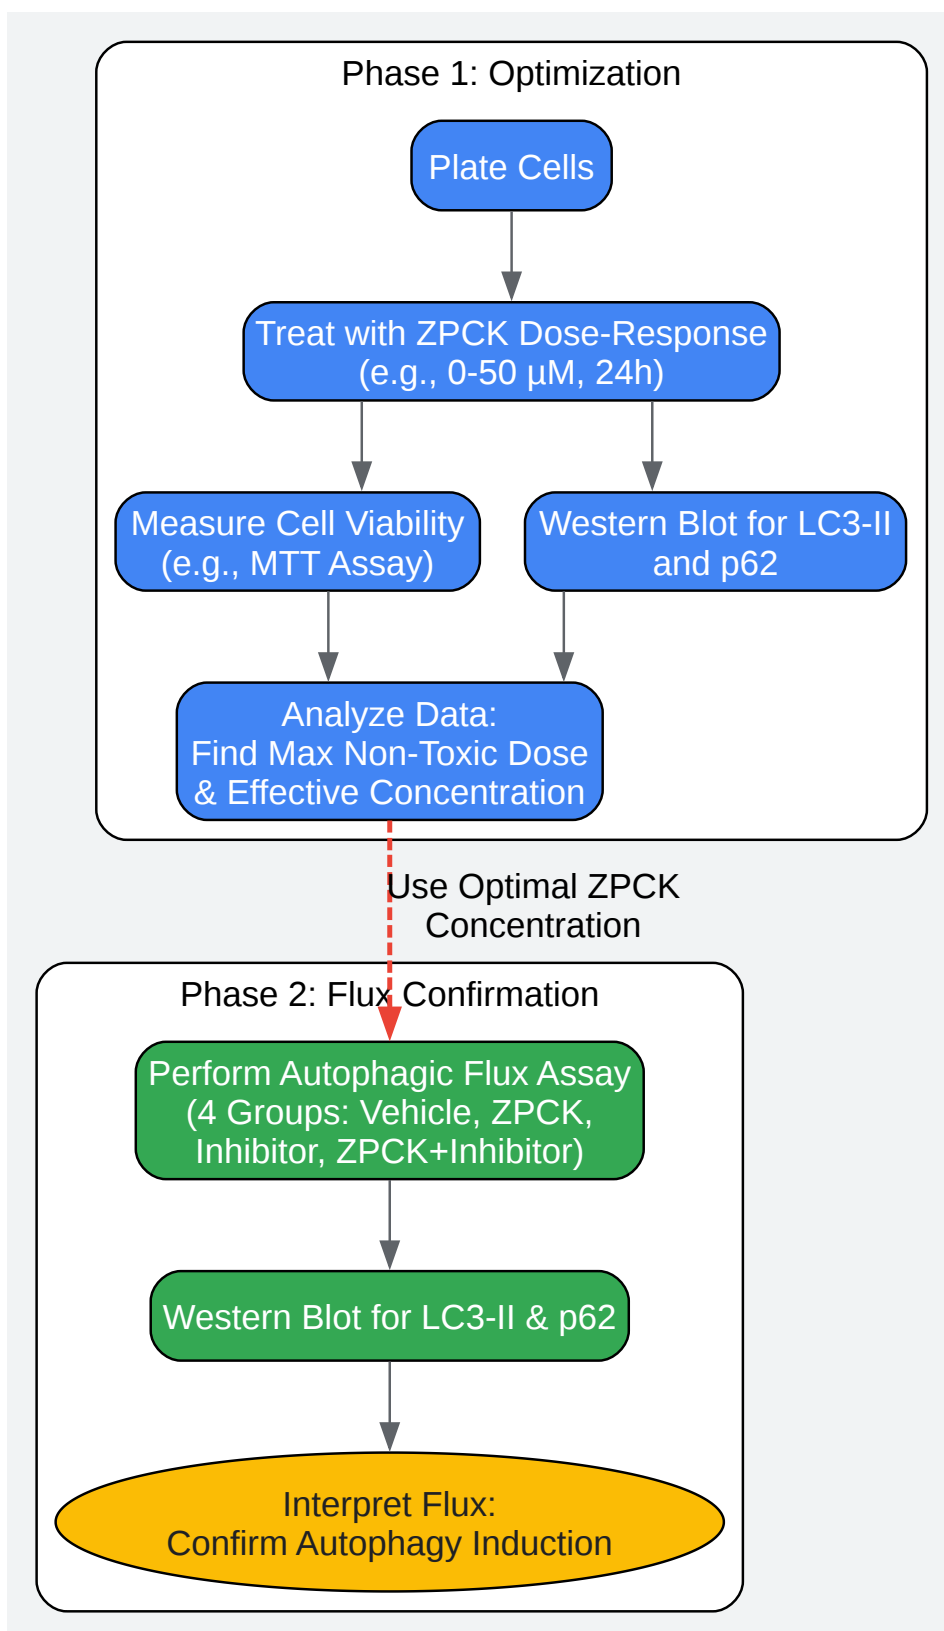 Phase 1: Optimization
Plate Cells
Treat with ZPCK Dose-Response
(e.g., 0-50 µM, 24h)
Measure Cell Viability
(e.g., MTT Assay)
Western Blot for LC3-II
and p62
Analyze Data:
Find Max Non-Toxic Dose
& Effective Concentration
Use Optimal ZPCK
Concentration
Phase 2: Flux Confirmation
Perform Autophagic Flux Assay
(4 Groups: Vehicle, ZPCK,
Inhibitor, ZPCK+Inhibitor)
Western Blot for LC3-II & p62
Interpret Flux:
Confirm Autophagy Induction